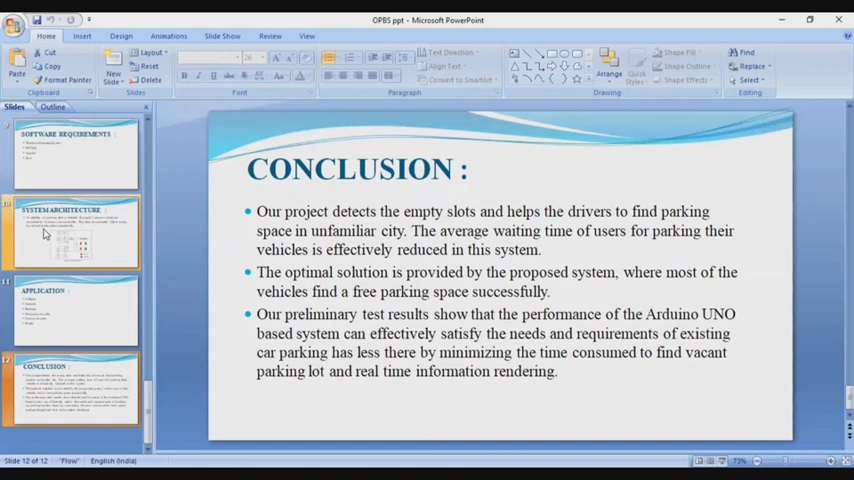 OPBS ppt - Microsoft PowerPoint
Home Insert Design Animations Slide Show Review View
Paste
Cut
Copy
Format Painter
Clipboard
New Slide
Layout
Reset
Delete
Slides
26
Font
Text Direction
Align Text
Convert to SmartArt
Paragraph
Arrange
Quick Styles
Shape Fill
Shape Outline
Shape Effects
Drawing
Find
Replace
Select
Editing
Slides Outline
9
SOFTWARE REQUIREMENTS :
10
SYSTEM ARCHITECTURE :
11
APPLICATION :
12
CONCLUSION :
CONCLUSION :
Our project detects the empty slots and helps the drivers to find parking
space in unfamiliar city. The average waiting time of users for parking their
vehicles is effectively reduced in this system.
The optimal solution is provided by the proposed system, where most of the
vehicles find a free parking space successfully.
Our preliminary test results show that the performance of the Arduino UNO
based system can effectively satisfy the needs and requirements of existing
car parking has less there by minimizing the time consumed to find vacant
parking lot and real time information rendering.
Slide 12 of 12 "Flow" English (India) 73%